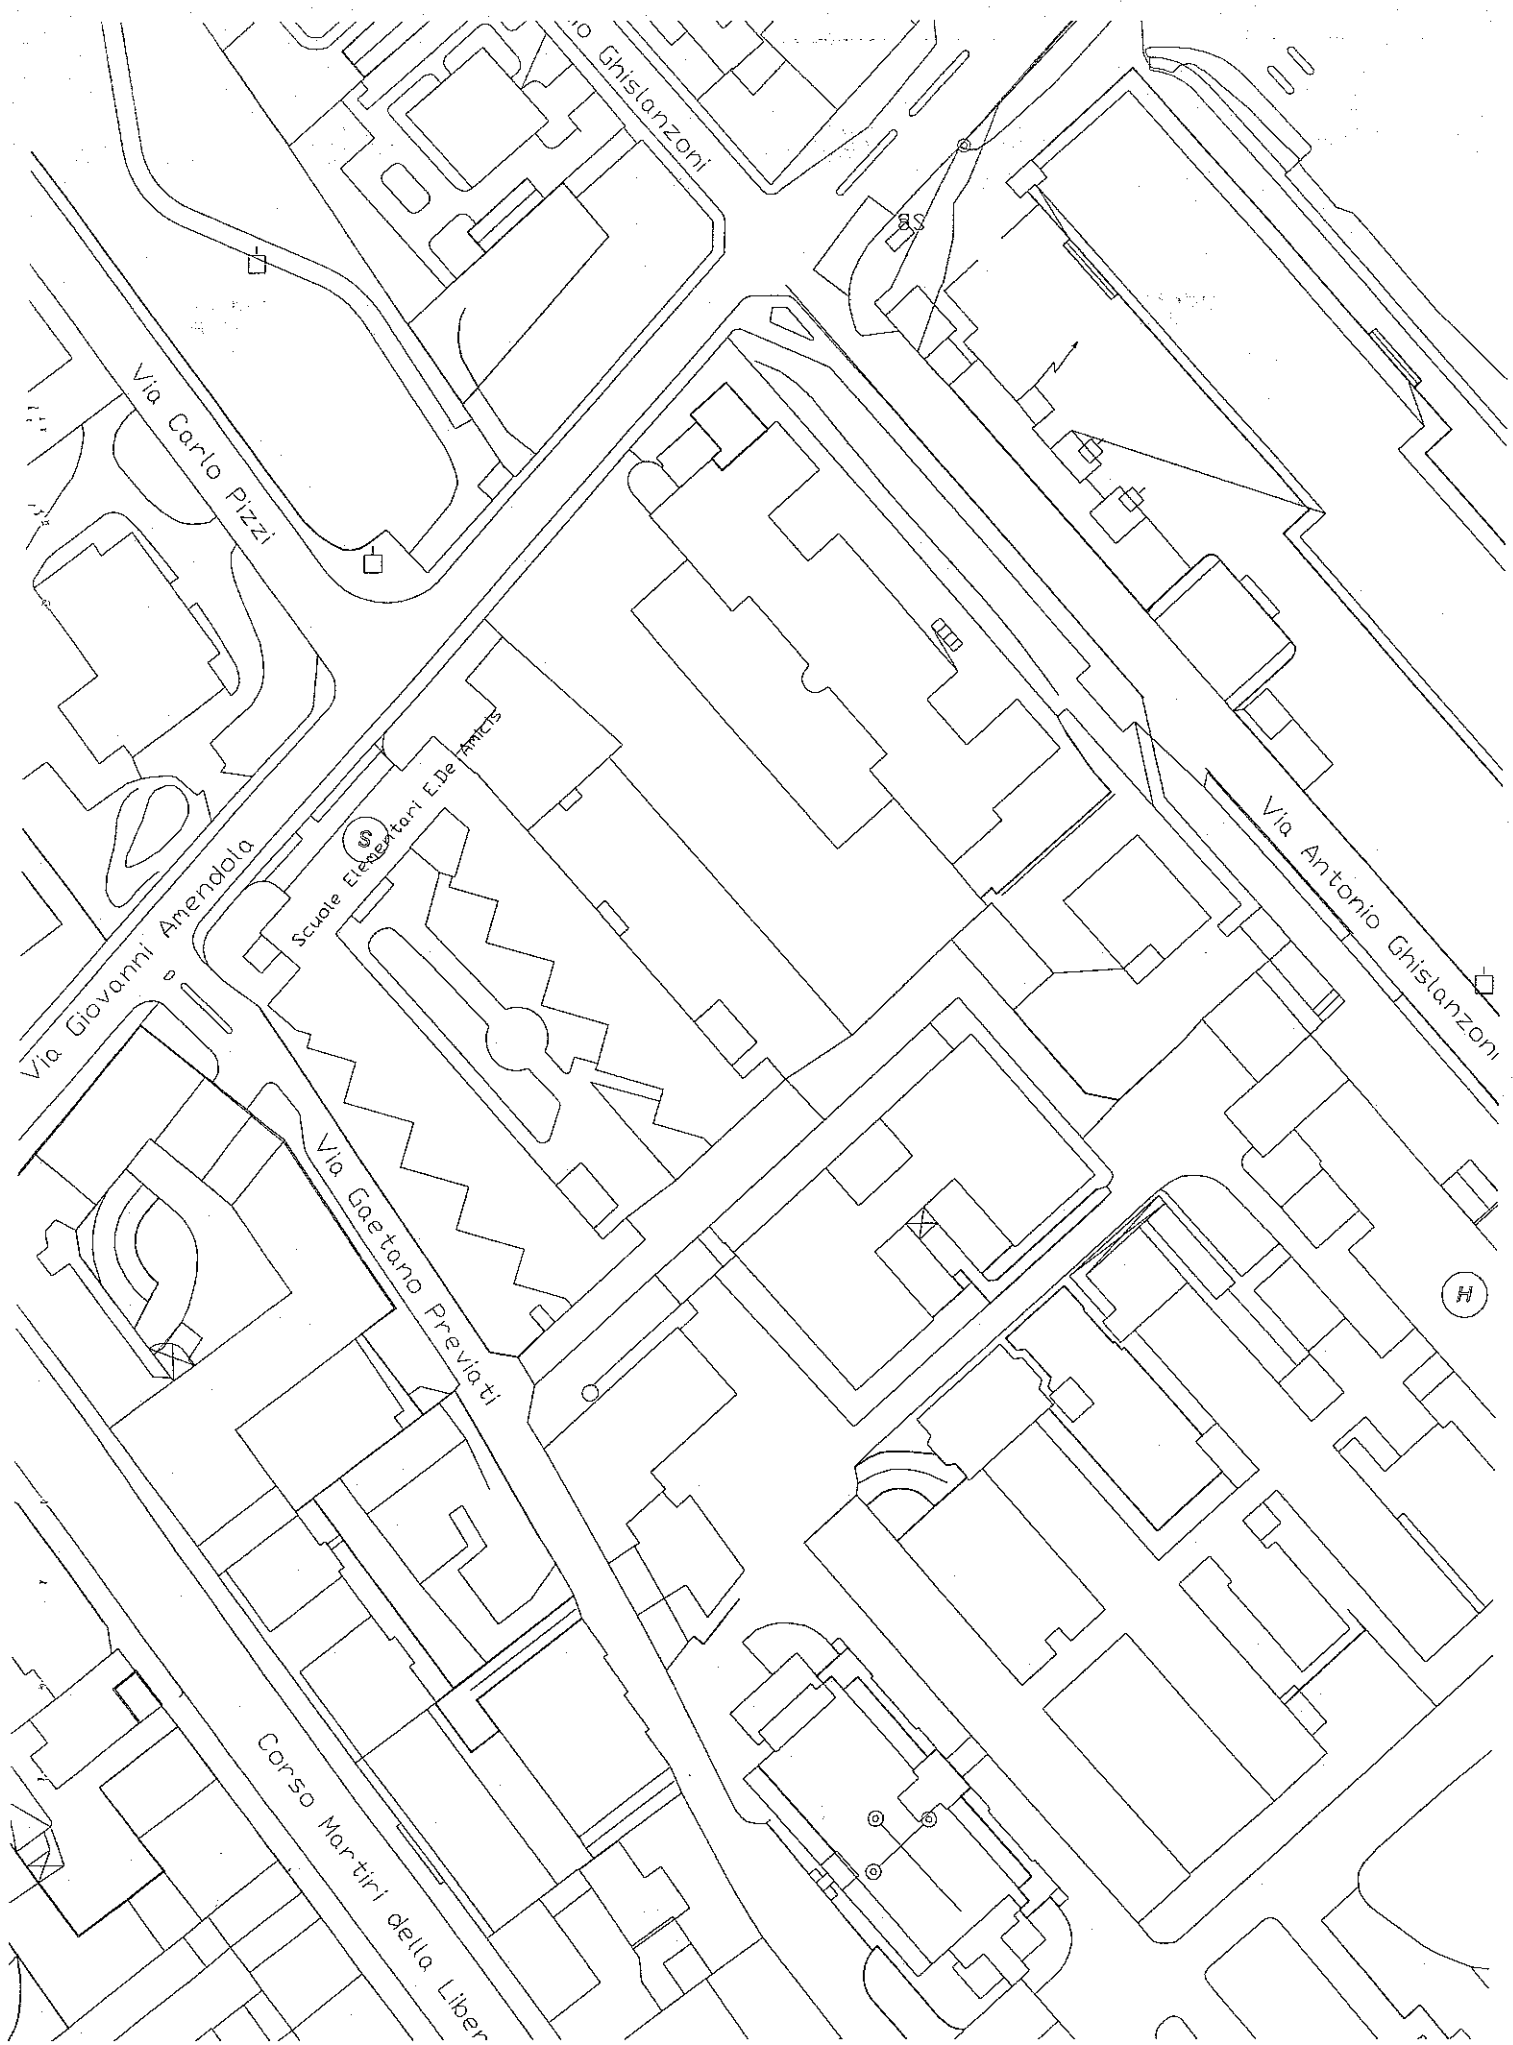 o Ghislanzoni
SS
Via Carlo Pizzi
Scuole Elementari E.De Amicis
S
Via Giovanni Amendola
Via Antonio Ghislanzoni
Via Gaetano Previati
H
Corso Martiri della Liber